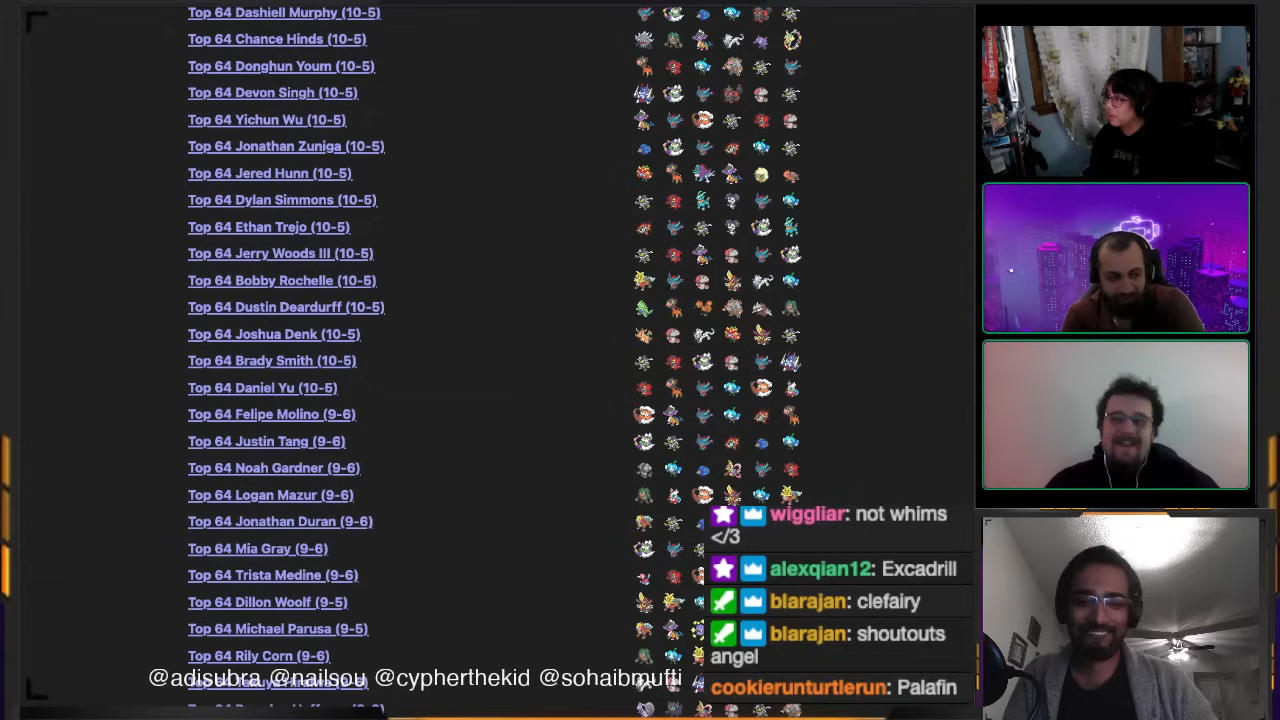 Top 64 Dashiell Murphy (10-5)
Top 64 Chance Hinds (10-5)
Top 64 Donghun Youm (10-5)
Top 64 Devon Singh (10-5)
Top 64 Yichun Wu (10-5)
Top 64 Jonathan Zuniga (10-5)
Top 64 Jered Hunn (10-5)
Top 64 Dylan Simmons (10-5)
Top 64 Ethan Trejo (10-5)
Top 64 Jerry Woods III (10-5)
Top 64 Bobby Rochelle (10-5)
Top 64 Dustin Deardurff (10-5)
Top 64 Joshua Denk (10-5)
Top 64 Brady Smith (10-5)
Top 64 Daniel Yu (10-5)
Top 64 Felipe Molino (9-6)
Top 64 Justin Tang (9-6)
Top 64 Noah Gardner (9-6)
Top 64 Logan Mazur (9-6)
Top 64 Jonathan Duran (9-6)
Top 64 Mia Gray (9-6)
Top 64 Trista Medine (9-6)
Top 64 Dillon Woolf (9-5)
Top 64 Michael Parusa (9-5)
Top 64 Rily Corn (9-6)
@adisubra @nailsou @cypherthekid @sohaibmufti
wiggliar: not whims
</3
alexqian12: Excadrill
blarajan: clefairy
blarajan: shoutouts
angel
cookierunturtlerun: Palafin